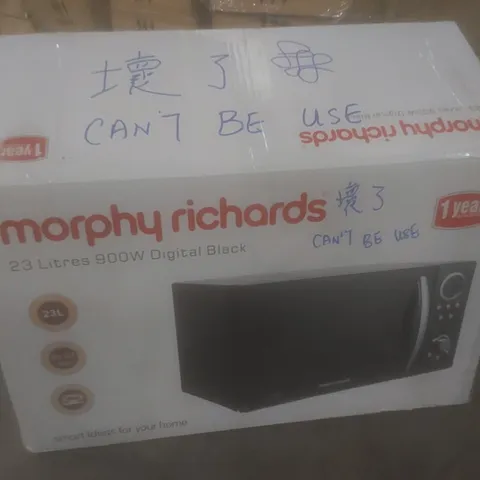 壞了
CAN'T BE USE
morphy richards
1 year
morphy richards
壞了
1 year
CAN'T BE USE
23 Litres 900W Digital Black
23L
smart ideas for your home